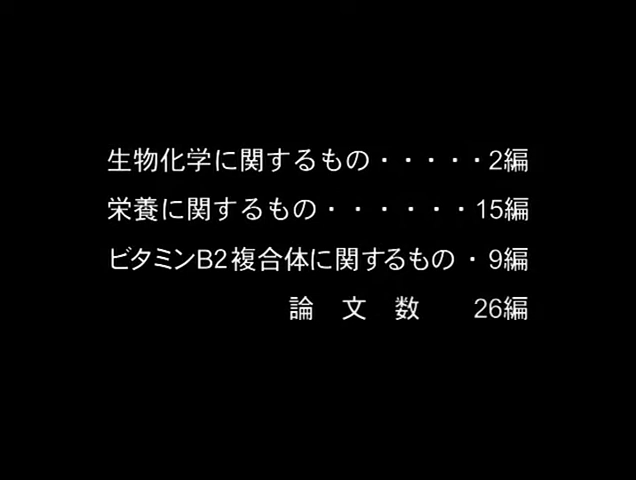 生物化学に関するもの・・・・・2編
栄養に関するもの・・・・・・15編
ビタミンB2複合体に関するもの・9編
論　文　数　　26編